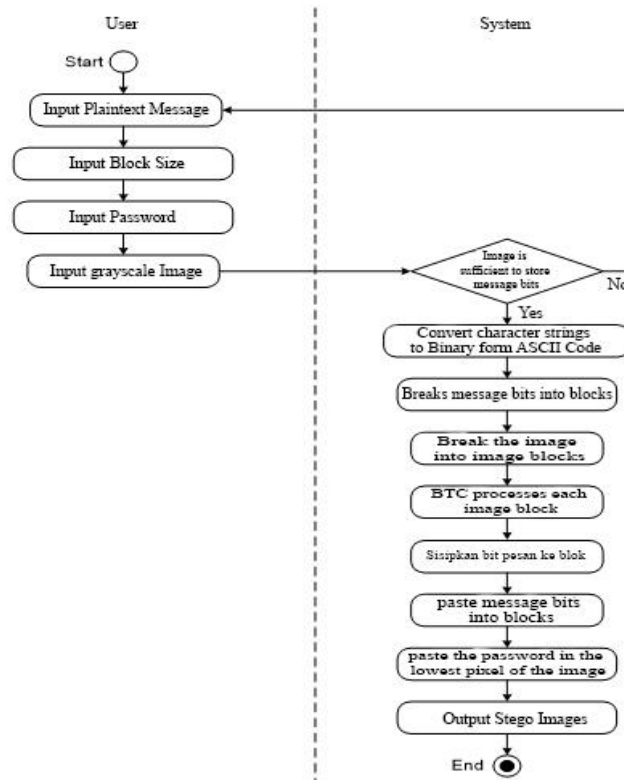 User
System
Start
Input Plaintext Message
Input Block Size
Input Password
Input grayscale Image
Image is
sufficient to store
message bits
No
Yes
Convert character strings
to Binary form ASCII Code
Breaks message bits into blocks
Break the image
into image blocks
BTC processes each
image block
Sisipkan bit pesan ke blok
paste message bits
into blocks
paste the password in the
lowest pixel of the image
Output Stego Images
End